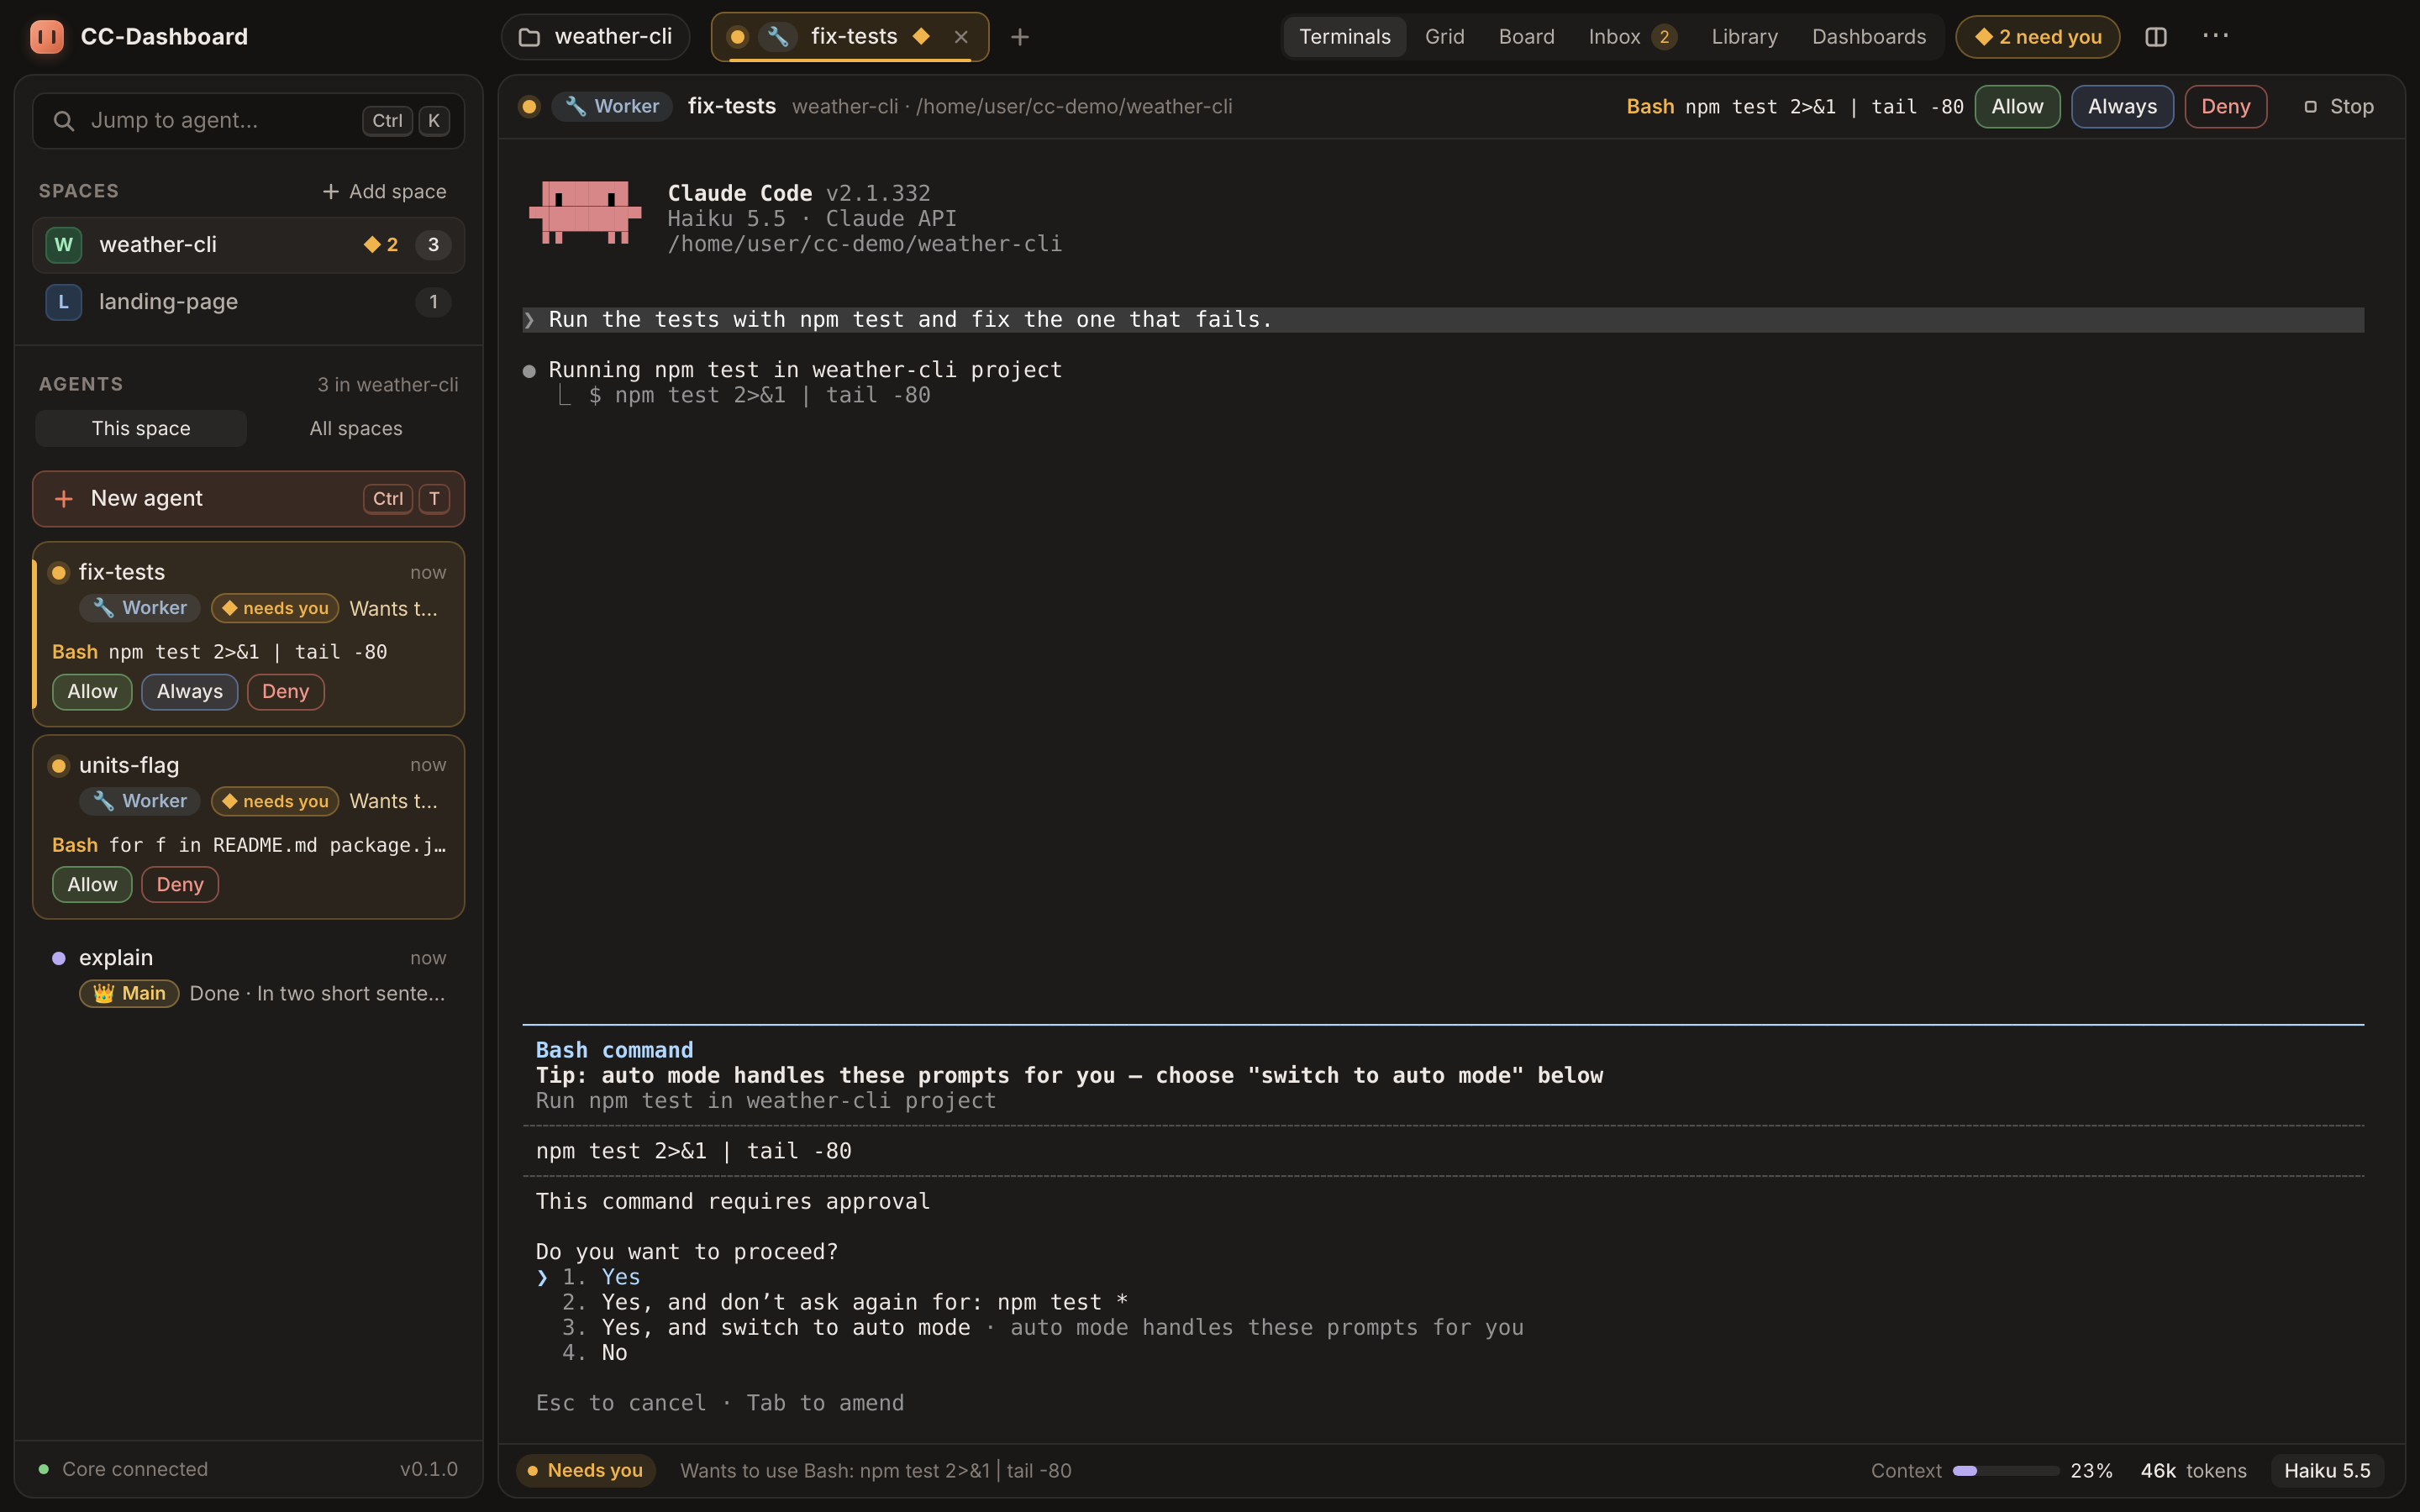 CC-Dashboard
weather-cli
fix-tests
Terminals Grid Board Inbox 2 Library Dashboards
2 need you
Jump to agent... Ctrl K
SPACES + Add space
W weather-cli 2 3
L landing-page 1
AGENTS 3 in weather-cli
This space All spaces
+ New agent Ctrl T
fix-tests now
Worker needs you Wants t...
Bash npm test 2>&1 | tail -80
Allow Always Deny
units-flag now
Worker needs you Wants t...
Bash for f in README.md package.j…
Allow Deny
explain now
Main Done · In two short sente...
Core connected v0.1.0
Worker fix-tests weather-cli · /home/user/cc-demo/weather-cli
Bash npm test 2>&1 | tail -80 Allow Always Deny Stop
Claude Code v2.1.332
Haiku 5.5 · Claude API
/home/user/cc-demo/weather-cli
❯ Run the tests with npm test and fix the one that fails.
● Running npm test in weather-cli project
⎿ $ npm test 2>&1 | tail -80
Bash command
Tip: auto mode handles these prompts for you — choose "switch to auto mode" below
Run npm test in weather-cli project
npm test 2>&1 | tail -80
This command requires approval
Do you want to proceed?
❯ 1. Yes
2. Yes, and don’t ask again for: npm test *
3. Yes, and switch to auto mode · auto mode handles these prompts for you
4. No
Esc to cancel · Tab to amend
Needs you Wants to use Bash: npm test 2>&1 | tail -80
Context 23% 46k tokens Haiku 5.5